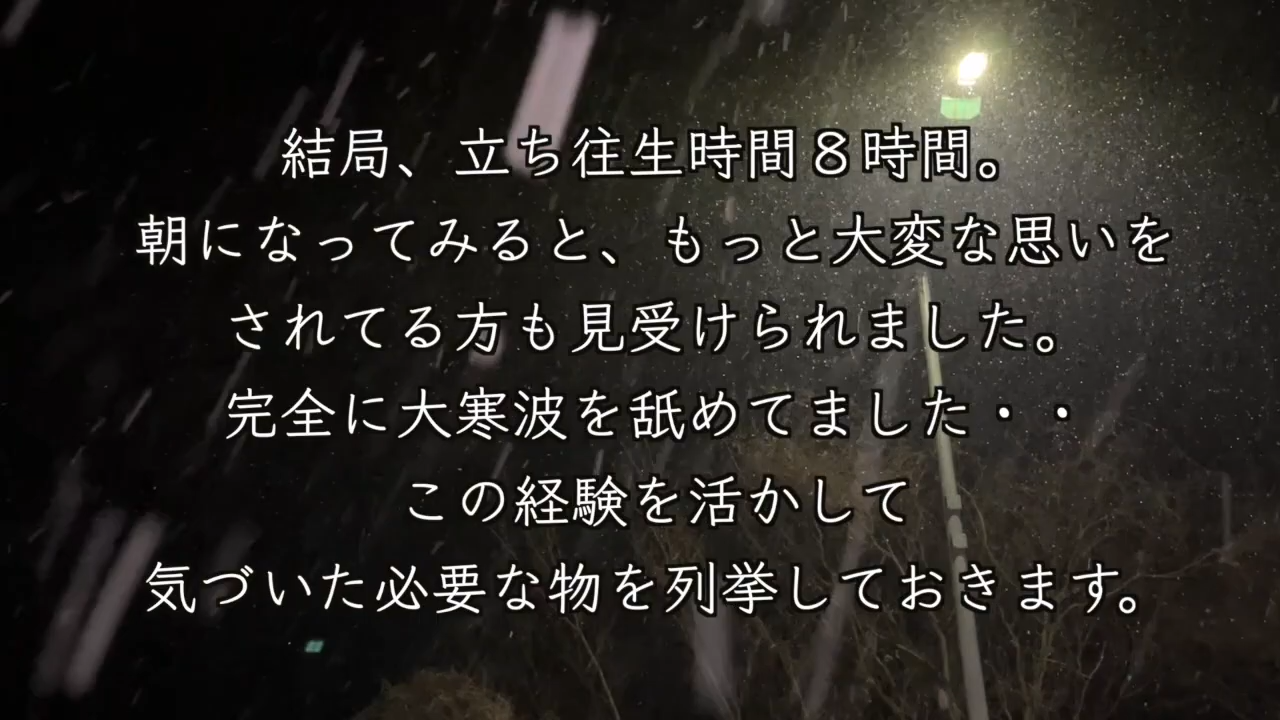 結局、立ち往生時間８時間。
朝になってみると、もっと大変な思いを
されてる方も見受けられました。
完全に大寒波を舐めてました・・
この経験を活かして
気づいた必要な物を列挙しておきます。